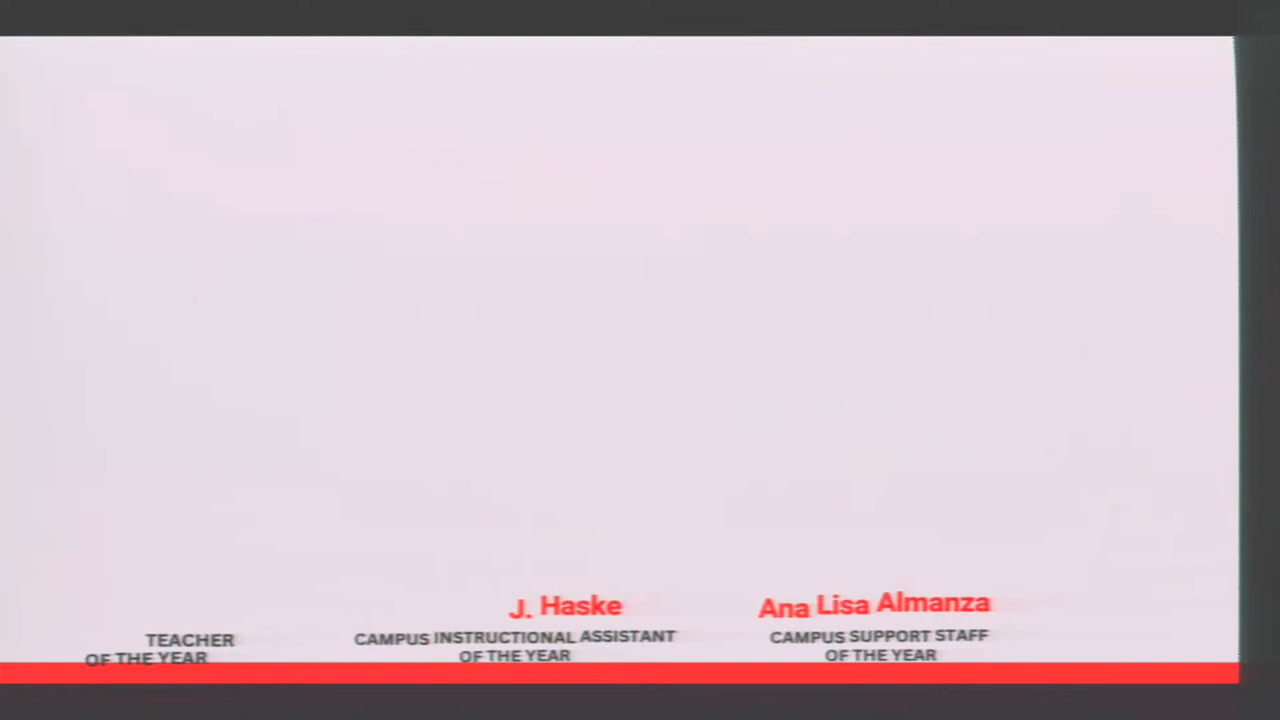 J. Haske
Ana Lisa Almanza
TEACHER
OF THE YEAR
CAMPUS INSTRUCTIONAL ASSISTANT
OF THE YEAR
CAMPUS SUPPORT STAFF
OF THE YEAR